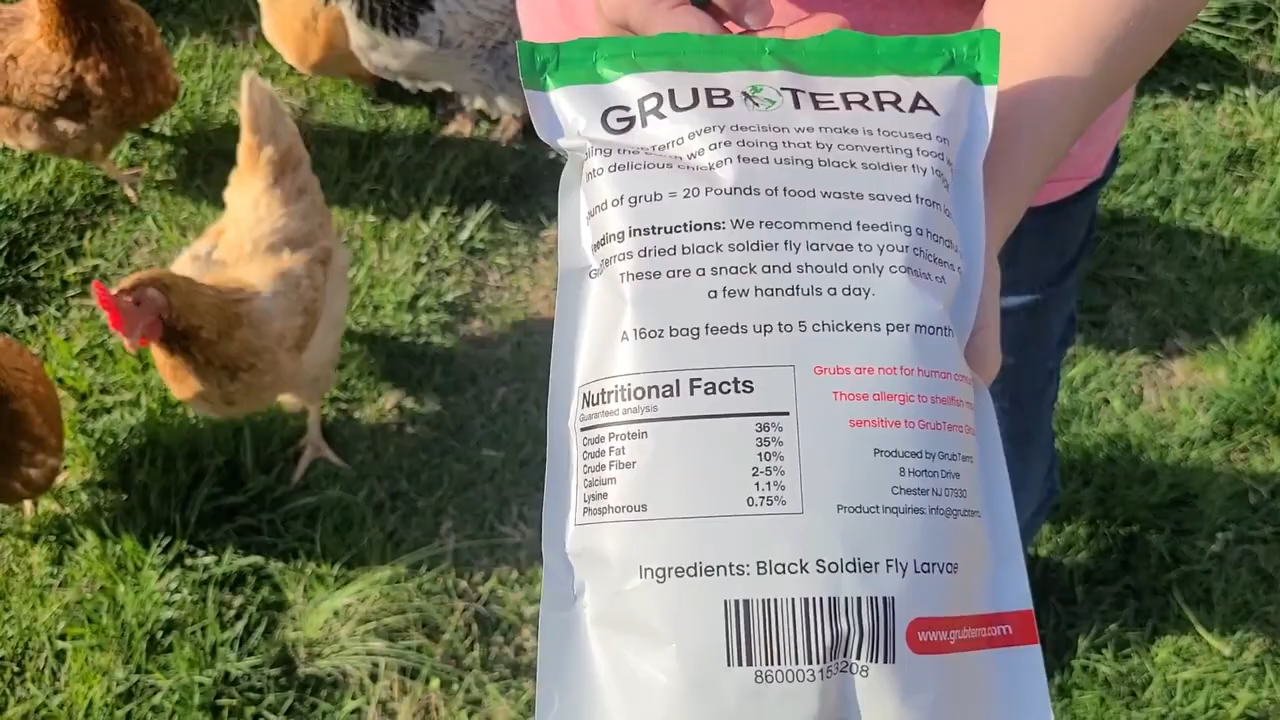 GRUB TERRA
every decision we make is focused on
we are doing that by converting food
into delicious chicken feed using black soldier fly
of grub = 20 Pounds of food waste saved from
instructions: We recommend feeding a
dried black soldier fly larvae to your chickens
These are a snack and should only consist of
a few handfuls a day.
A 16oz bag feeds up to 5 chickens per month
Nutritional Facts
Guaranteed analysis
Crude Protein 36%
Crude Fat 35%
Crude Fiber 10%
Calcium 2-5%
Lysine 1.1%
Phosphorous 0.75%
Grubs are not for human
Those allergic to shellfish
sensitive to GrubTerra
Produced by GrubTerra
8 Horton Drive
Chester NJ 07930
Product Inquiries:
Ingredients: Black Soldier Fly Larvae
860003153208
www.grubterra.com